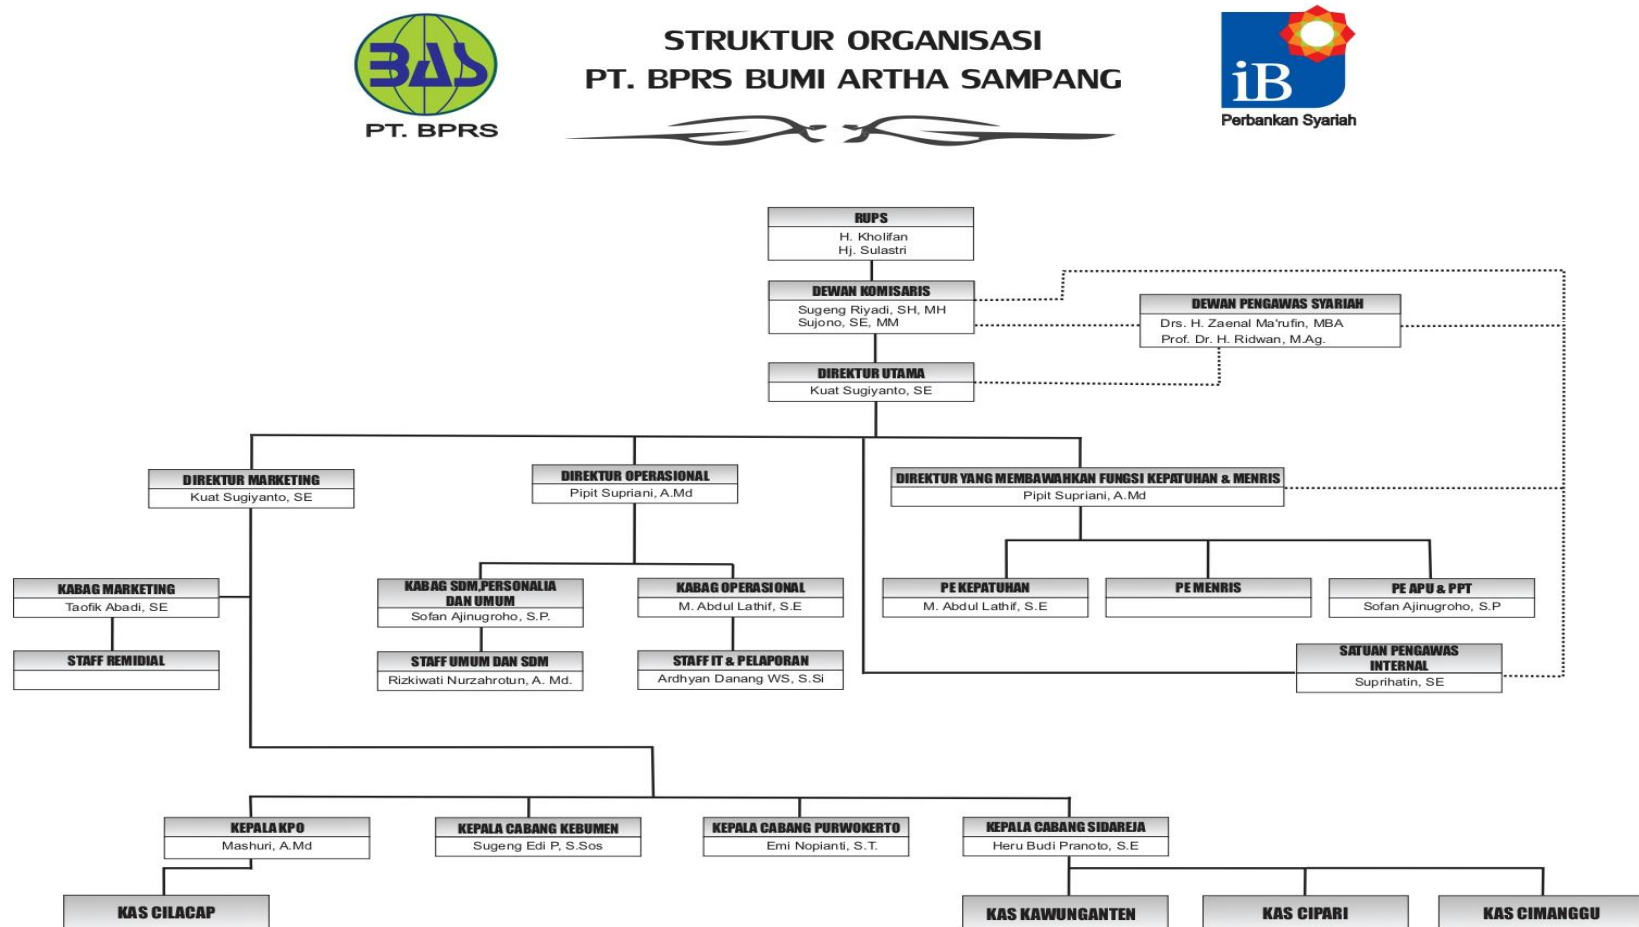 BAS
PT. BPRS
STRUKTUR ORGANISASI
PT. BPRS BUMI ARTHA SAMPANG
iB
Perbankan Syariah
RUPS
H. Kholifan
Hj. Sulastri
DEWAN KOMISARIS
Sugeng Riyadi, SH, MH
Sujono, SE, MM
DEWAN PENGAWAS SYARIAH
Drs. H. Zaenal Ma'rufin, MBA
Prof. Dr. H. Ridwan, M.Ag.
DIREKTUR UTAMA
Kuat Sugiyanto, SE
DIREKTUR MARKETING
Kuat Sugiyanto, SE
DIREKTUR OPERASIONAL
Pipit Supriani, A.Md
DIREKTUR YANG MEMBAWAHKAN FUNGSI KEPATUHAN & MENRIS
Pipit Supriani, A.Md
KABAG MARKETING
Taofik Abadi, SE
KABAG SDM,PERSONALIA
DAN UMUM
Sofan Ajinugroho, S.P.
KABAG OPERASIONAL
M. Abdul Lathif, S.E
PE KEPATUHAN
M. Abdul Lathif, S.E
PE MENRIS
PE APU & PPT
Sofan Ajinugroho, S.P
STAFF REMIDIAL
STAFF UMUM DAN SDM
Rizkiwati Nurzahrotun, A. Md.
STAFF IT & PELAPORAN
Ardhyan Danang WS, S.Si
SATUAN PENGAWAS
INTERNAL
Suprihatin, SE
KEPALA KPO
Mashuri, A.Md
KEPALA CABANG KEBUMEN
Sugeng Edi P, S.Sos
KEPALA CABANG PURWOKERTO
Emi Nopianti, S.T.
KEPALA CABANG SIDAREJA
Heru Budi Pranoto, S.E
KAS CILACAP
KAS KAWUNGANTEN
KAS CIPARI
KAS CIMANGGU